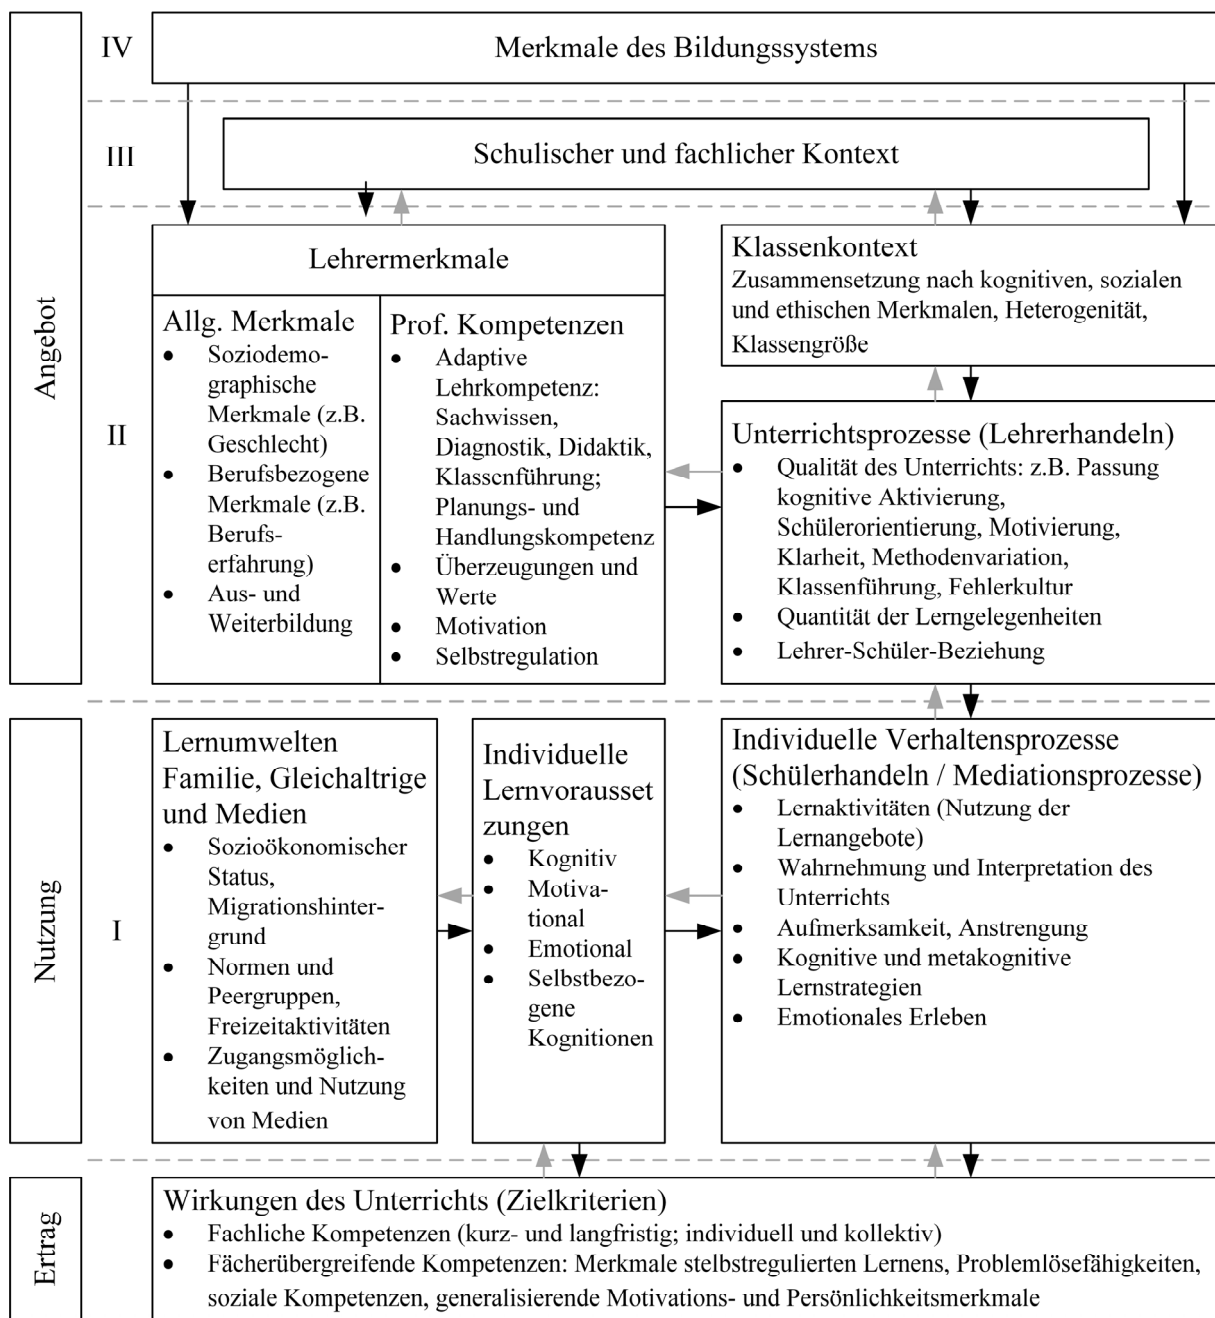 Angebot
IV
Merkmale des Bildungssystems
III
Schulischer und fachlicher Kontext
II
Lehrermerkmale
Allg. Merkmale
• Soziodemo-
graphische
Merkmale (z.B.
Geschlecht)
• Berufsbezogene
Merkmale (z.B.
Berufs-
erfahrung)
• Aus- und
Weiterbildung
Prof. Kompetenzen
• Adaptive
Lehrkompetenz:
Sachwissen,
Diagnostik, Didaktik,
Klassenführung;
Planungs- und
Handlungskompetenz
• Überzeugungen und
Werte
• Motivation
• Selbstregulation
Klassenkontext
Zusammensetzung nach kognitiven, sozialen
und ethischen Merkmalen, Heterogenität,
Klassengröße
Unterrichtsprozesse (Lehrerhandeln)
• Qualität des Unterrichts: z.B. Passung
kognitive Aktivierung,
Schülerorientierung, Motivierung,
Klarheit, Methodenvariation,
Klassenführung, Fehlerkultur
• Quantität der Lerngelegenheiten
• Lehrer-Schüler-Beziehung
Nutzung
I
Lernumwelten
Familie, Gleichaltrige
und Medien
• Sozioökonomischer
Status,
Migrationshinter-
grund
• Normen und
Peergruppen,
Freizeitaktivitäten
• Zugangsmöglich-
keiten und Nutzung
von Medien
Individuelle
Lernvorausset
zungen
• Kognitiv
• Motiva-
tional
• Emotional
• Selbstbezo-
gene
Kognitionen
Individuelle Verhaltensprozesse
(Schülerhandeln / Mediationsprozesse)
• Lernaktivitäten (Nutzung der
Lernangebote)
• Wahrnehmung und Interpretation des
Unterrichts
• Aufmerksamkeit, Anstrengung
• Kognitive und metakognitive
Lernstrategien
• Emotionales Erleben
Ertrag
Wirkungen des Unterrichts (Zielkriterien)
• Fachliche Kompetenzen (kurz- und langfristig; individuell und kollektiv)
• Fächerübergreifende Kompetenzen: Merkmale stelbstregulierten Lernens, Problemlösefähigkeiten,
soziale Kompetenzen, generalisierende Motivations- und Persönlichkeitsmerkmale